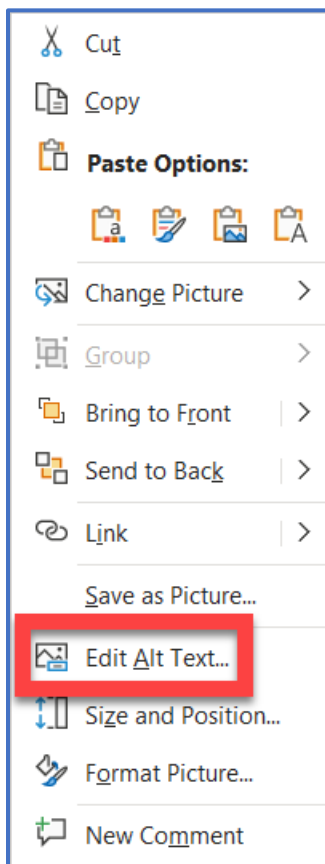 Cut
Copy
Paste Options:
a A
Change Picture
Group
Bring to Front
Send to Back
Link
Save as Picture...
Edit Alt Text...
Size and Position...
Format Picture...
New Comment